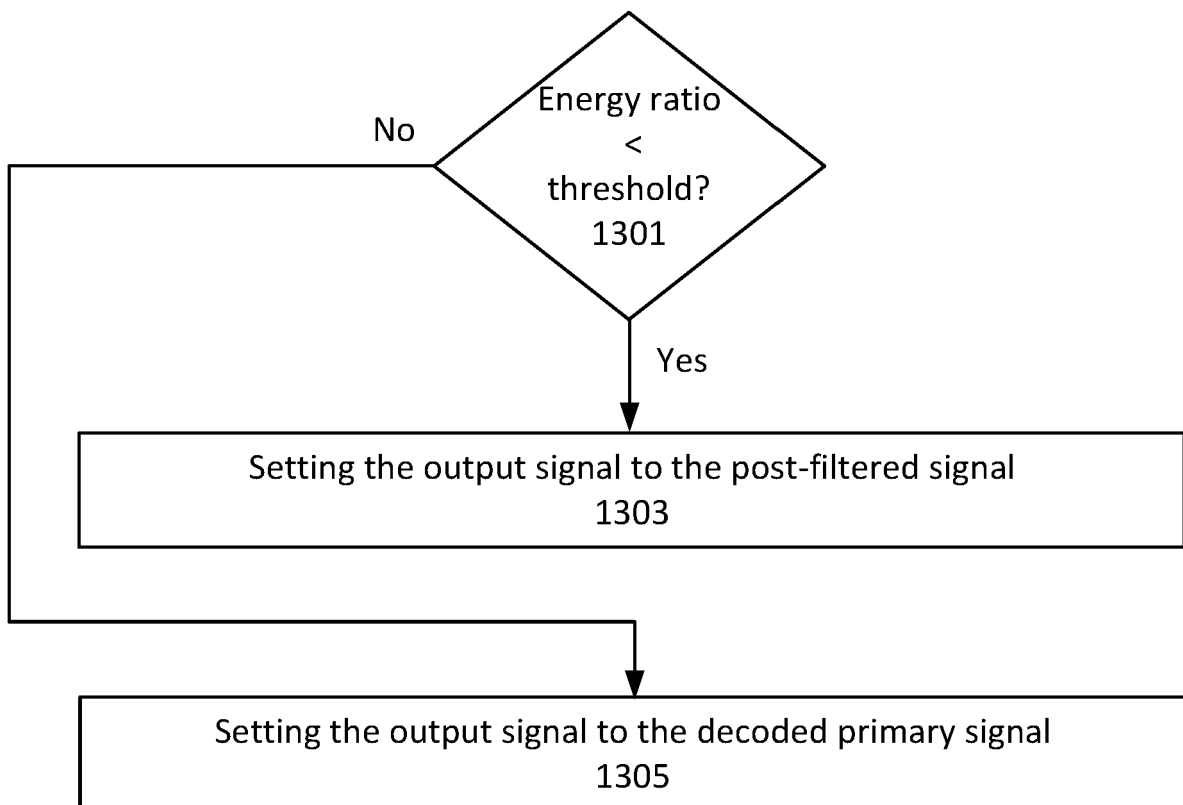 Energy ratio
<
threshold?
1301
No
Yes
Setting the output signal to the post-filtered signal
1303
Setting the output signal to the decoded primary signal
1305